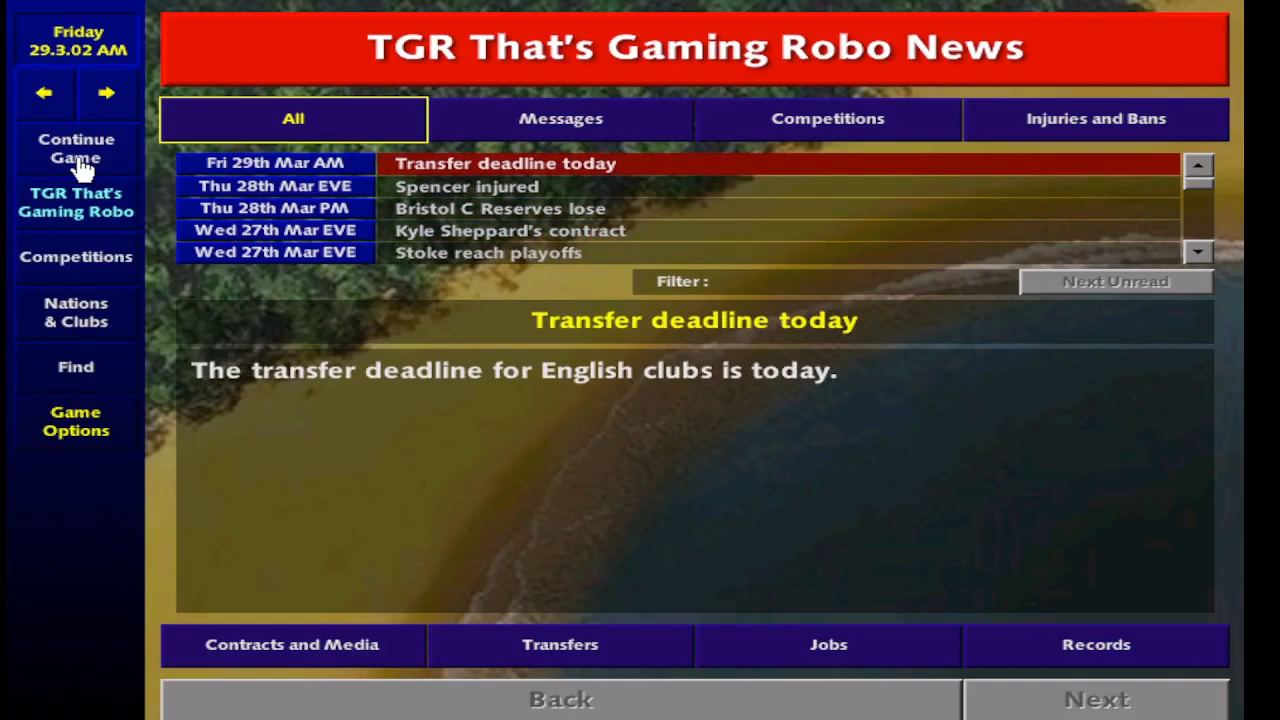 Friday
29.3.02 AM
Continue
Game
TGR That's
Gaming Robo
Competitions
Nations
& Clubs
Find
Game
Options
TGR That's Gaming Robo News
All
Messages
Competitions
Injuries and Bans
Fri 29th Mar AM Transfer deadline today
Thu 28th Mar EVE Spencer injured
Thu 28th Mar PM Bristol C Reserves lose
Wed 27th Mar EVE Kyle Sheppard's contract
Wed 27th Mar EVE Stoke reach playoffs
Filter :
Next Unread
Transfer deadline today
The transfer deadline for English clubs is today.
Contracts and Media
Transfers
Jobs
Records
Back
Next